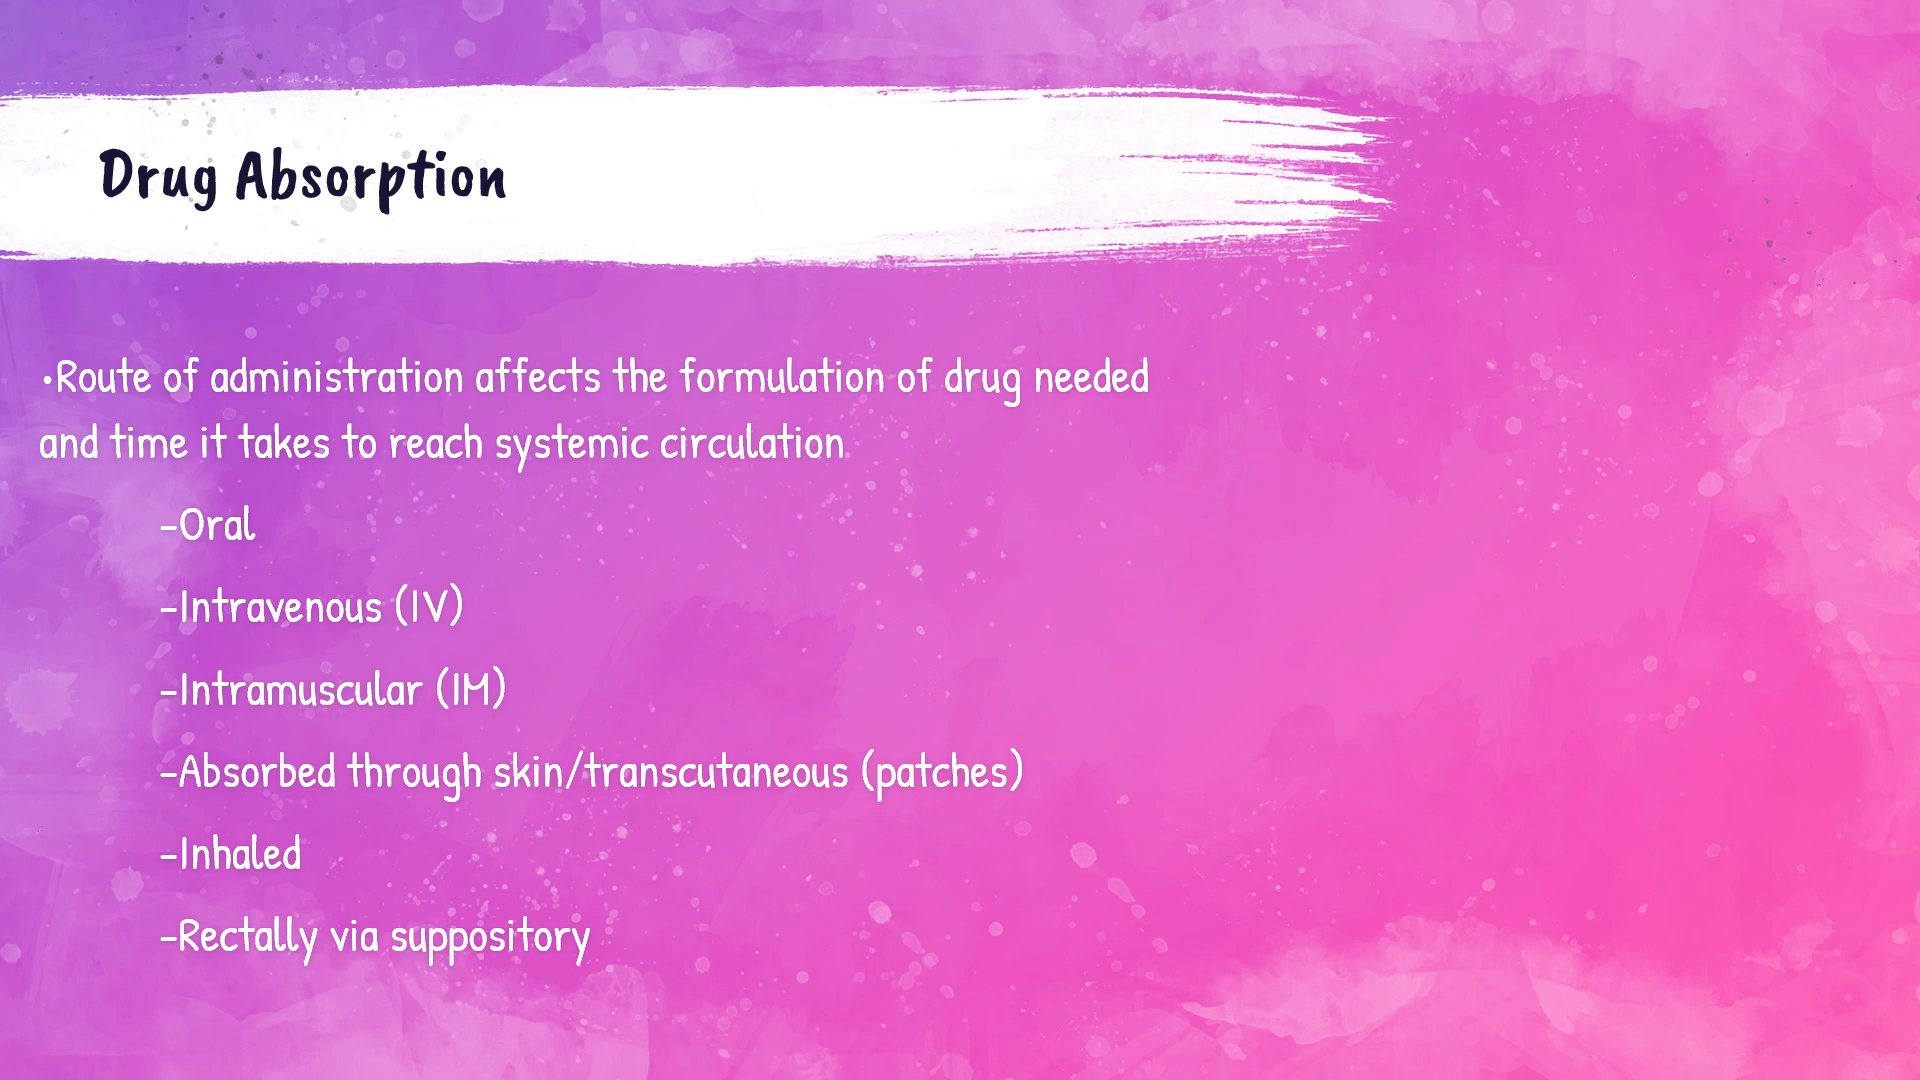 Drug Absorption
•Route of administration affects the formulation of drug needed
and time it takes to reach systemic circulation
–Oral
–Intravenous (IV)
–Intramuscular (IM)
–Absorbed through skin/transcutaneous (patches)
–Inhaled
–Rectally via suppository